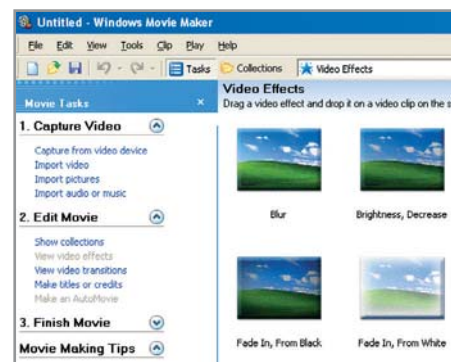 Untitled - Windows Movie Maker
File Edit View Tools Clip Play Help
Tasks Collections Video Effects
Movie Tasks
Video Effects
Drag a video effect and drop it on a video clip on the s
1. Capture Video
Capture from video device
Import video
Import pictures
Import audio or music
2. Edit Movie
Show collections
View video effects
View video transitions
Make titles or credits
Make an AutoMovie
3. Finish Movie
Movie Making Tips
Blur
Brightness, Decrease
Fade In, From Black
Fade In, From White